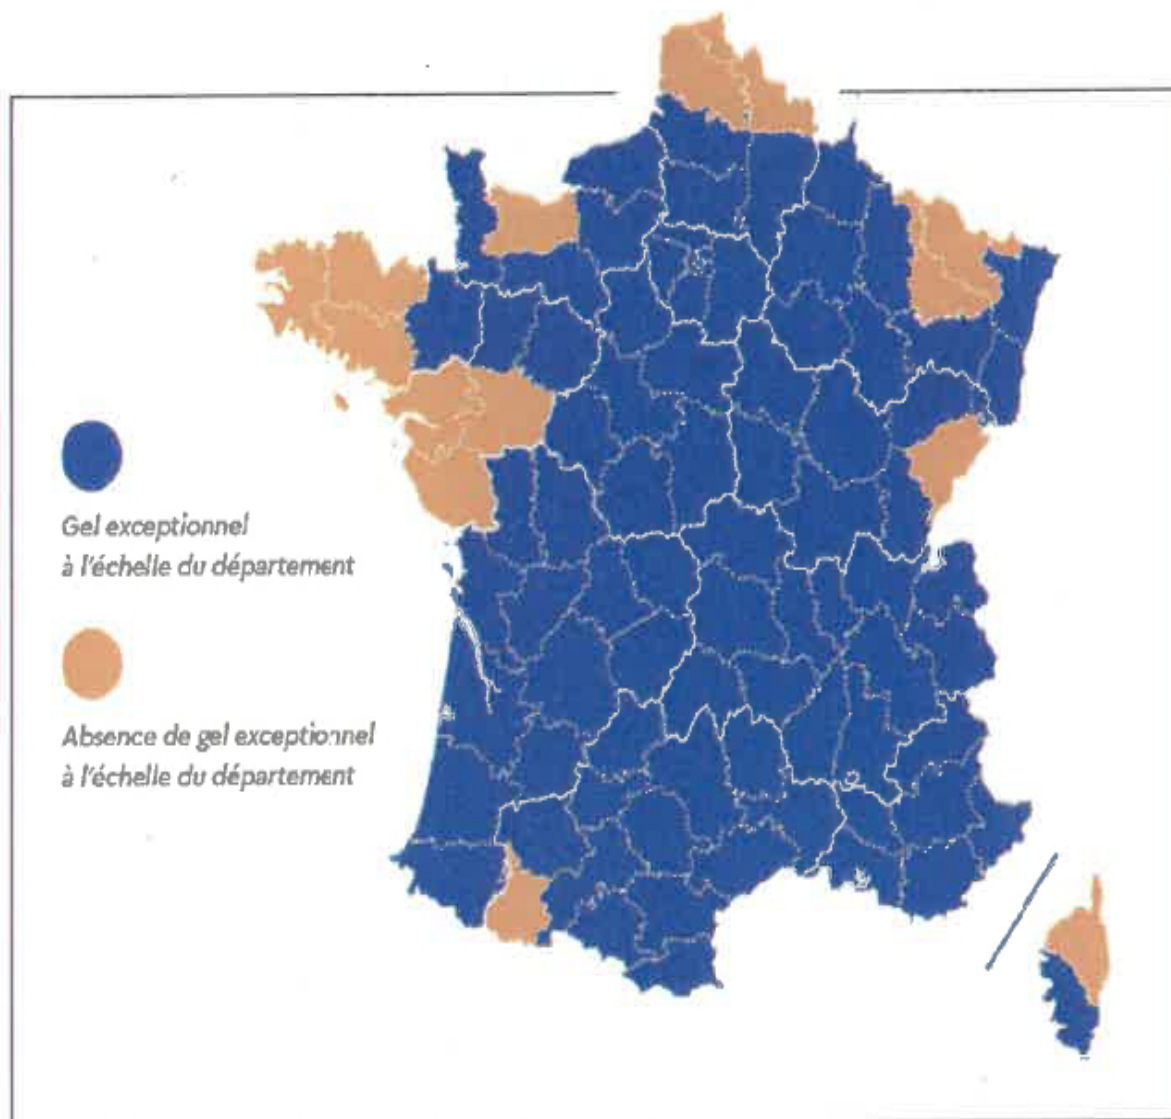 Gel exceptionnel
à l'échelle du département
Absence de gel exceptionnel
à l'échelle du département